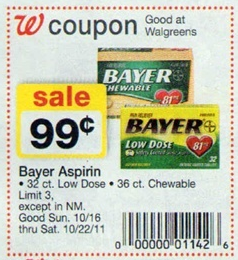 W coupon
Good at
Walgreens
BAYER
CHEWABLE
81
sale
99¢
BAYER
LOW DOSE
81
32
Bayer Aspirin
• 32 ct. Low Dose • 36 ct. Chewable
Limit 3,
except in NM.
Good Sun. 10/16
thru Sat. 10/22/11
0 00000 01142 6